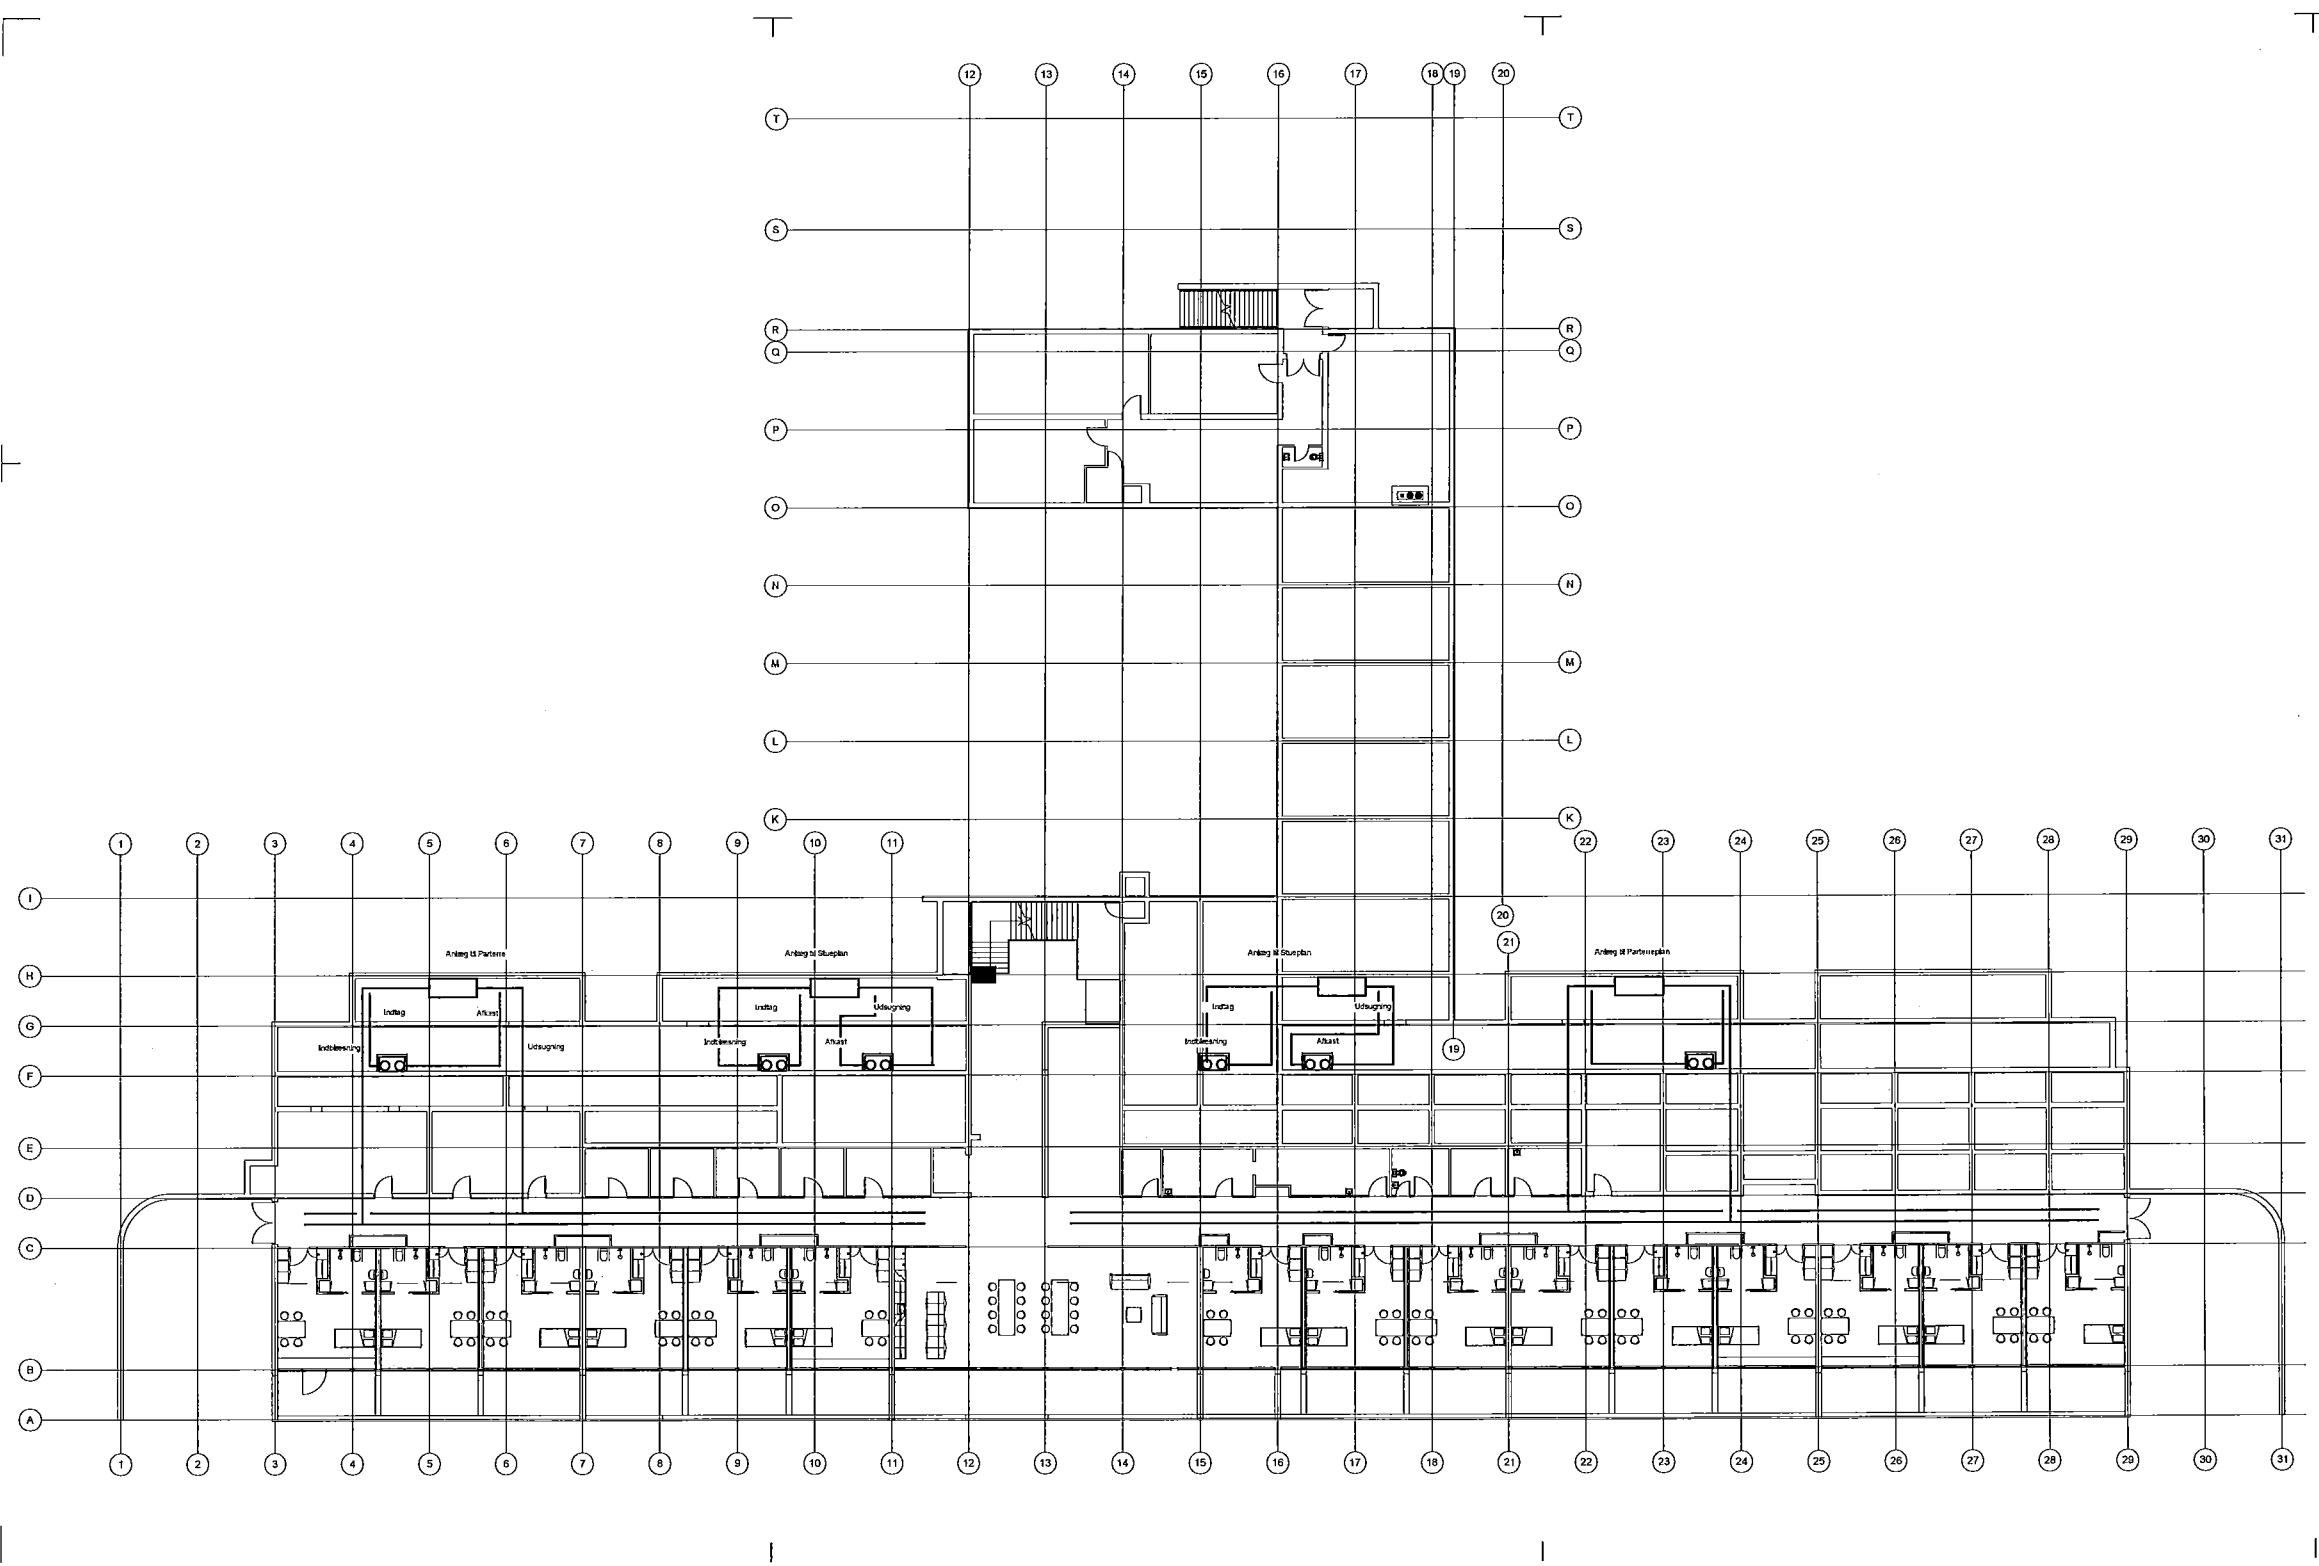 12 13 14 15 16 17 18 19 20
T T
S S
R R
Q Q
P P
O O
N N
M M
L L
K K
1 2 3 4 5 6 7 8 9 10 11 22 23 24 25 26 27 28 29 30 31
I
20
21
Anlæg til Parterre Anlæg til Stueplan Anlæg til Stueplan Anlæg til Parterreplan
H
Indtag Afkast Indtag Udsugning Indtag Udsugning
G
Indblæsning Udsugning Indblæsning Afkast Indblæsning Afkast
19
F
E
D
C
B
A
1 2 3 4 5 6 7 8 9 10 11 12 13 14 15 16 17 18 21 22 23 24 25 26 27 28 29 30 31